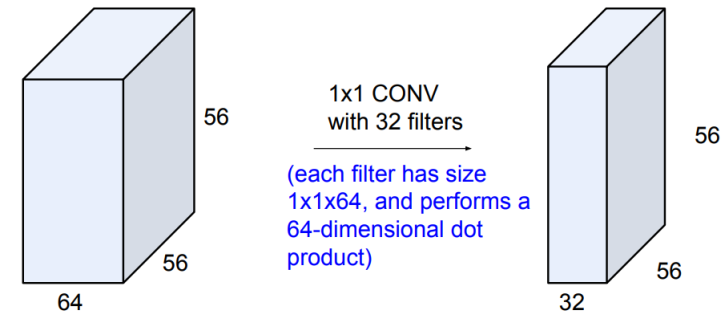 56
56
64
1x1 CONV
with 32 filters
(each filter has size
1x1x64, and performs a
64-dimensional dot
product)
56
56
32